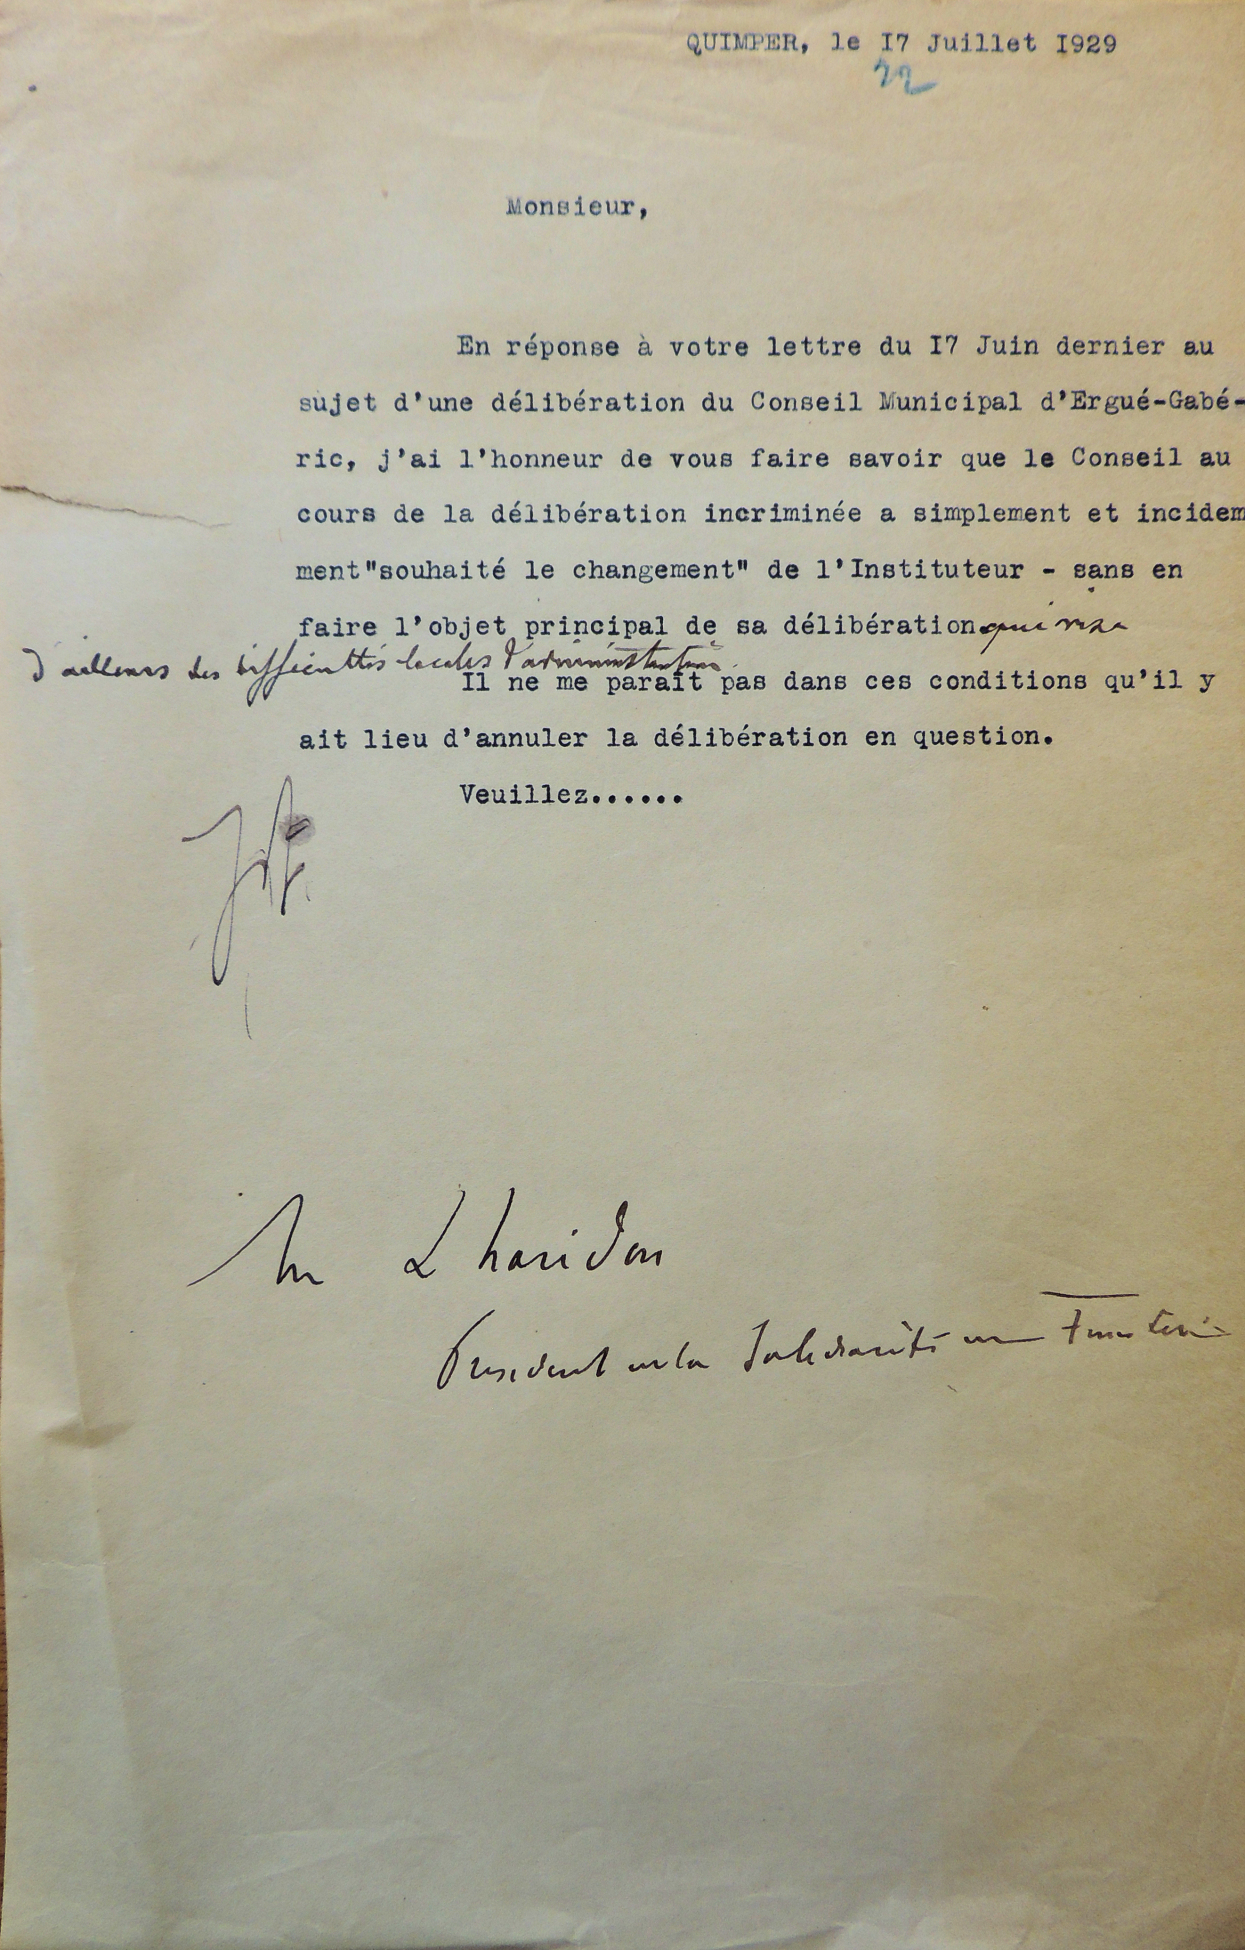 QUIMPER, le I7 Juillet I929
22
Monsieur,
En réponse à votre lettre du I7 Juin dernier au
sujet d'une délibération du Conseil Municipal d'Ergué-Gabé-
ric, j'ai l'honneur de vous faire savoir que le Conseil au
cours de la délibération incriminée a simplement et incidem
ment"souhaité le changement" de l'Instituteur - sans en
faire l'objet principal de sa délibération qui vise
d'ailleurs des difficultés locales d'administration.
Il ne me paraît pas dans ces conditions qu'il y
ait lieu d'annuler la délibération en question.
Veuillez......
L haridon
President de la Solidarité